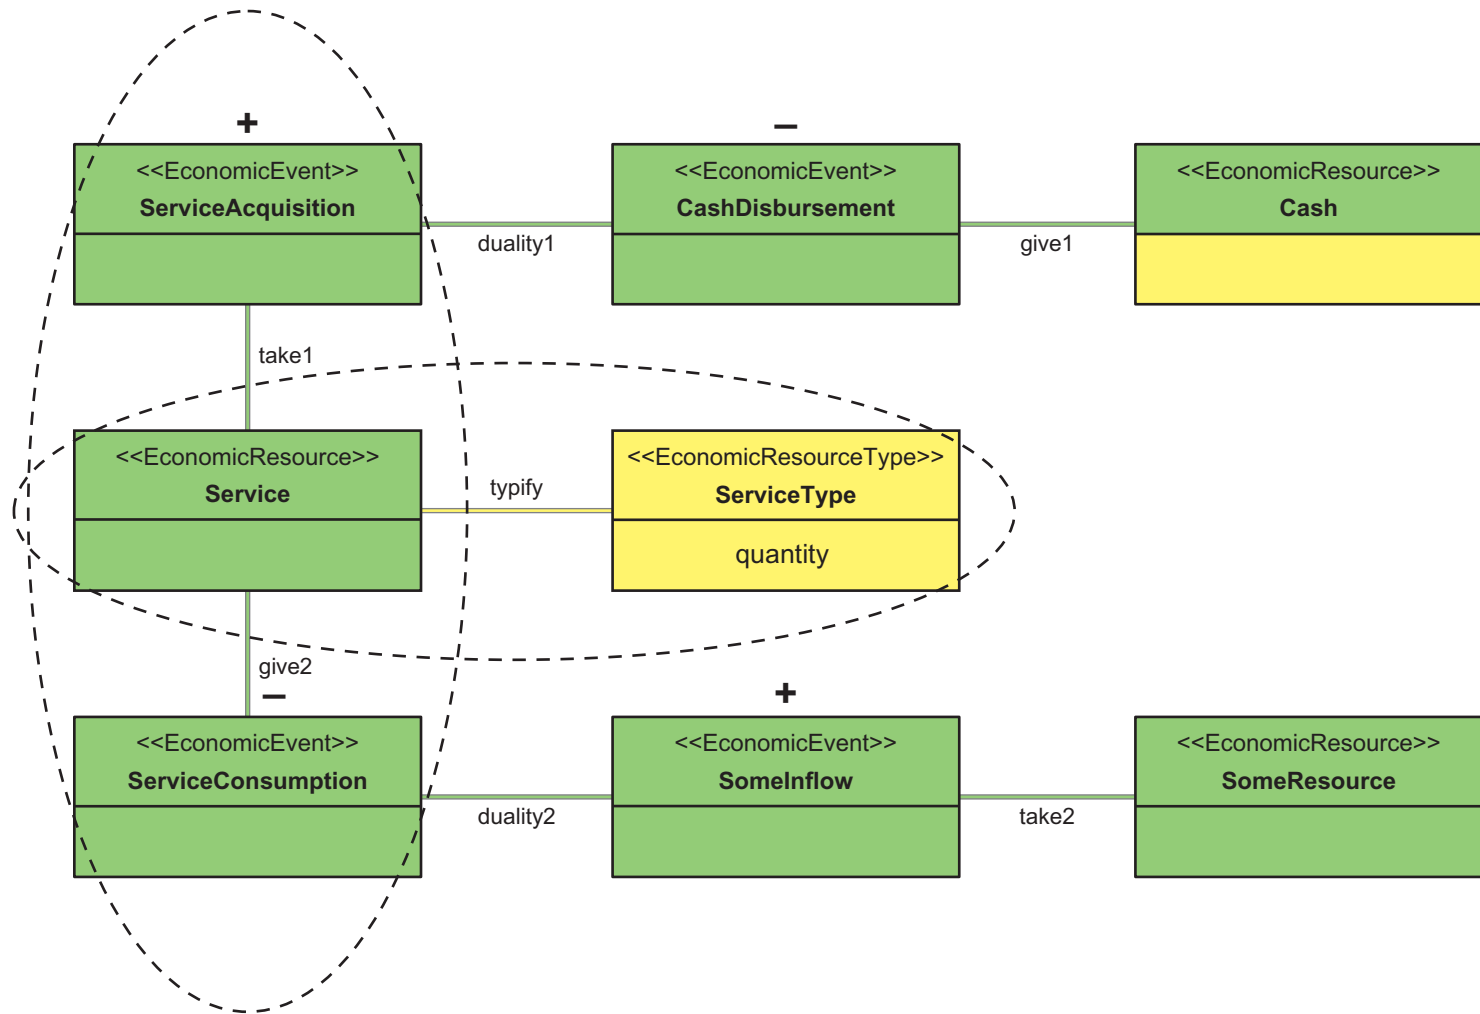 +
−
<<EconomicEvent>>
ServiceAcquisition
<<EconomicEvent>>
CashDisbursement
<<EconomicResource>>
Cash
duality1
give1
take1
<<EconomicResource>>
Service
typify
<<EconomicResourceType>>
ServiceType
quantity
give2
−
+
<<EconomicEvent>>
ServiceConsumption
<<EconomicEvent>>
SomeInflow
<<EconomicResource>>
SomeResource
duality2
take2